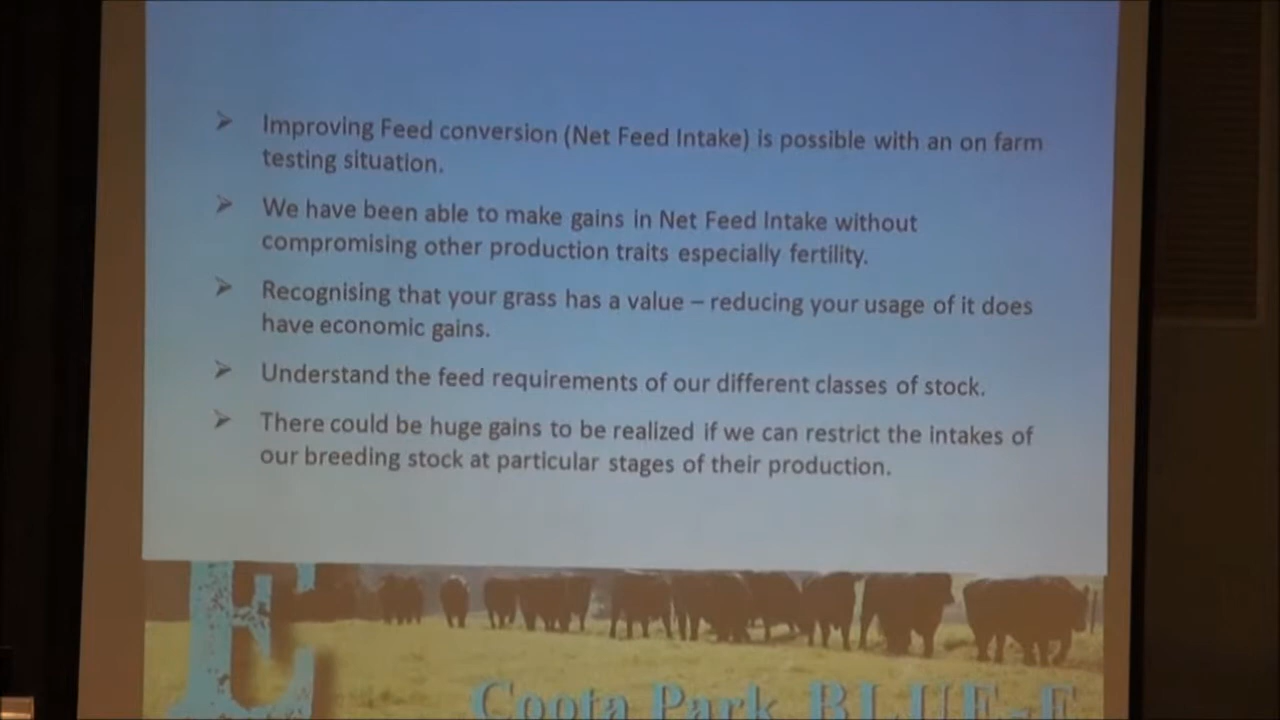 Improving Feed conversion (Net Feed Intake) is possible with an on farm
testing situation.
We have been able to make gains in Net Feed Intake without
compromising other production traits especially fertility.
Recognising that your grass has a value – reducing your usage of it does
have economic gains.
Understand the feed requirements of our different classes of stock.
There could be huge gains to be realized if we can restrict the intakes of
our breeding stock at particular stages of their production.
E
Coota Park BLUE-E